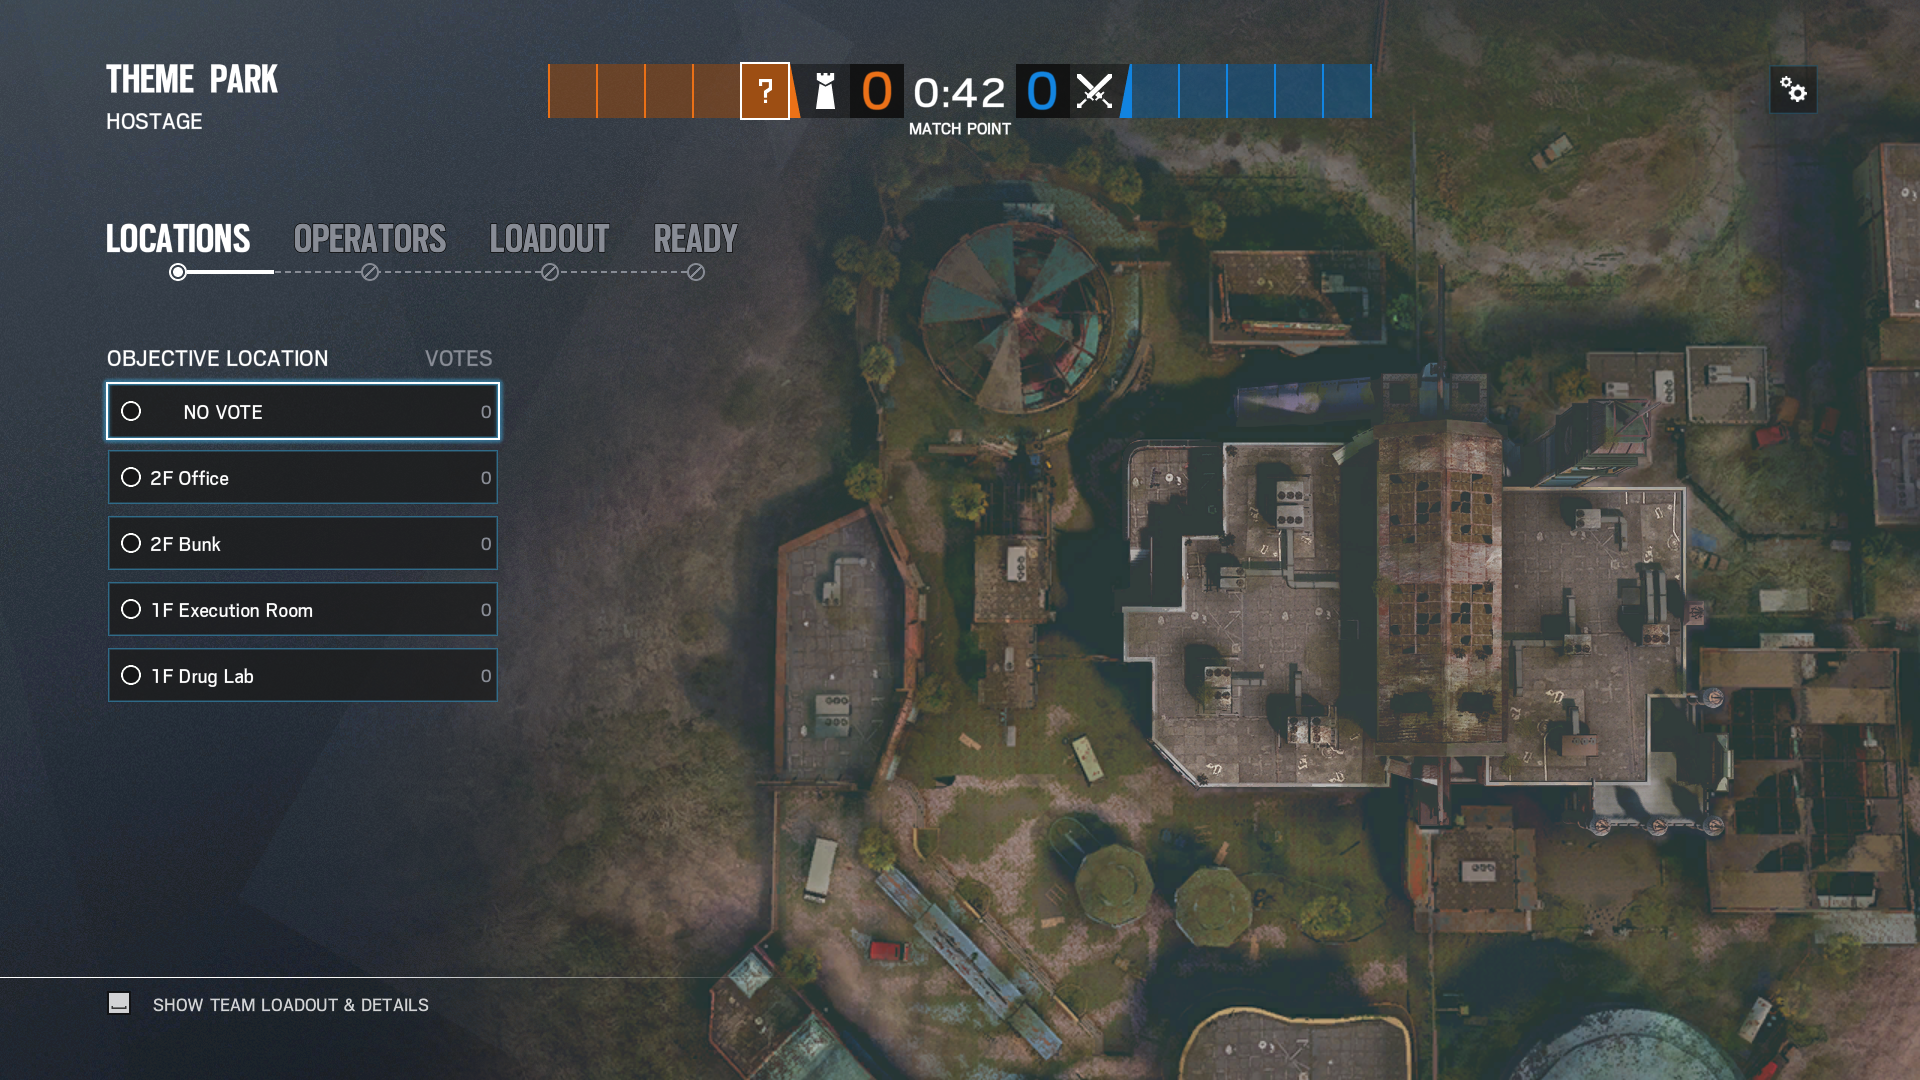 THEME PARK
HOSTAGE
?
0
0:42
0
MATCH POINT
LOCATIONS
OPERATORS
LOADOUT
READY
OBJECTIVE LOCATION
VOTES
NO VOTE 0
2F Office 0
2F Bunk 0
1F Execution Room 0
1F Drug Lab 0
SHOW TEAM LOADOUT & DETAILS